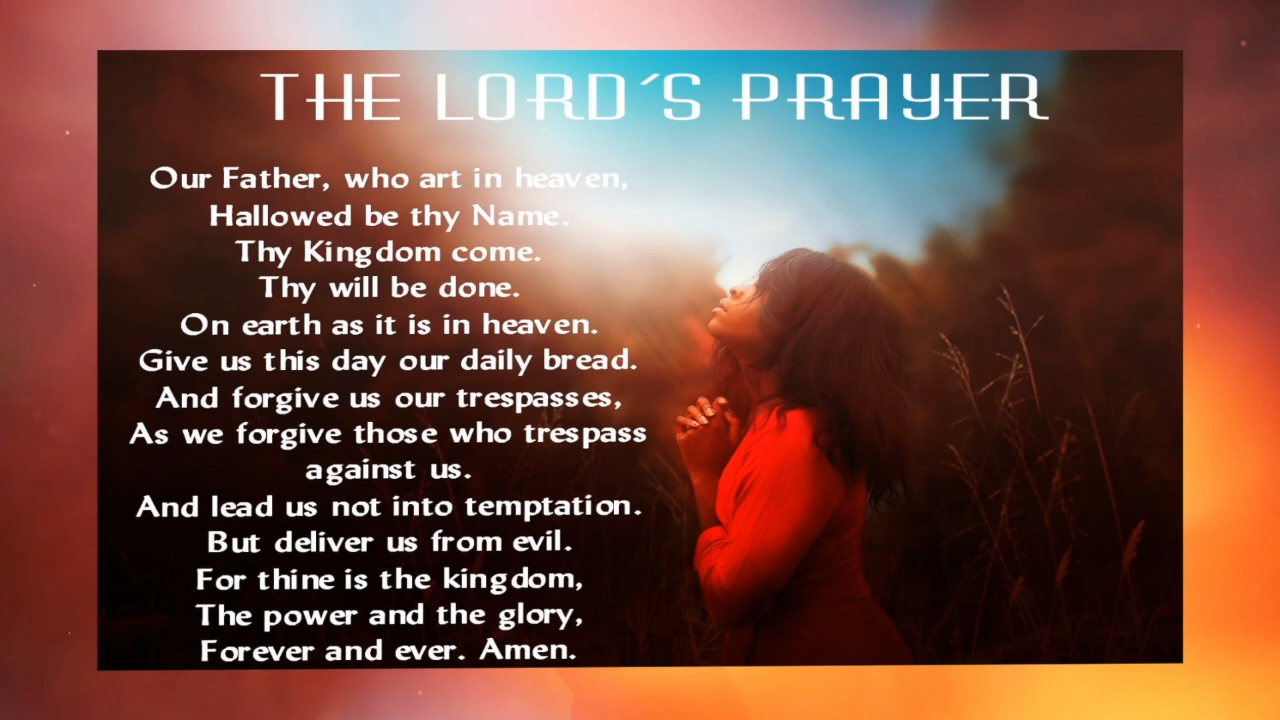 THE LORD´S PRAYER
Our Father, who art in heaven,
Hallowed be thy Name.
Thy Kingdom come.
Thy will be done.
On earth as it is in heaven.
Give us this day our daily bread.
And forgive us our trespasses,
As we forgive those who trespass
against us.
And lead us not into temptation.
But deliver us from evil.
For thine is the kingdom,
The power and the glory,
Forever and ever. Amen.